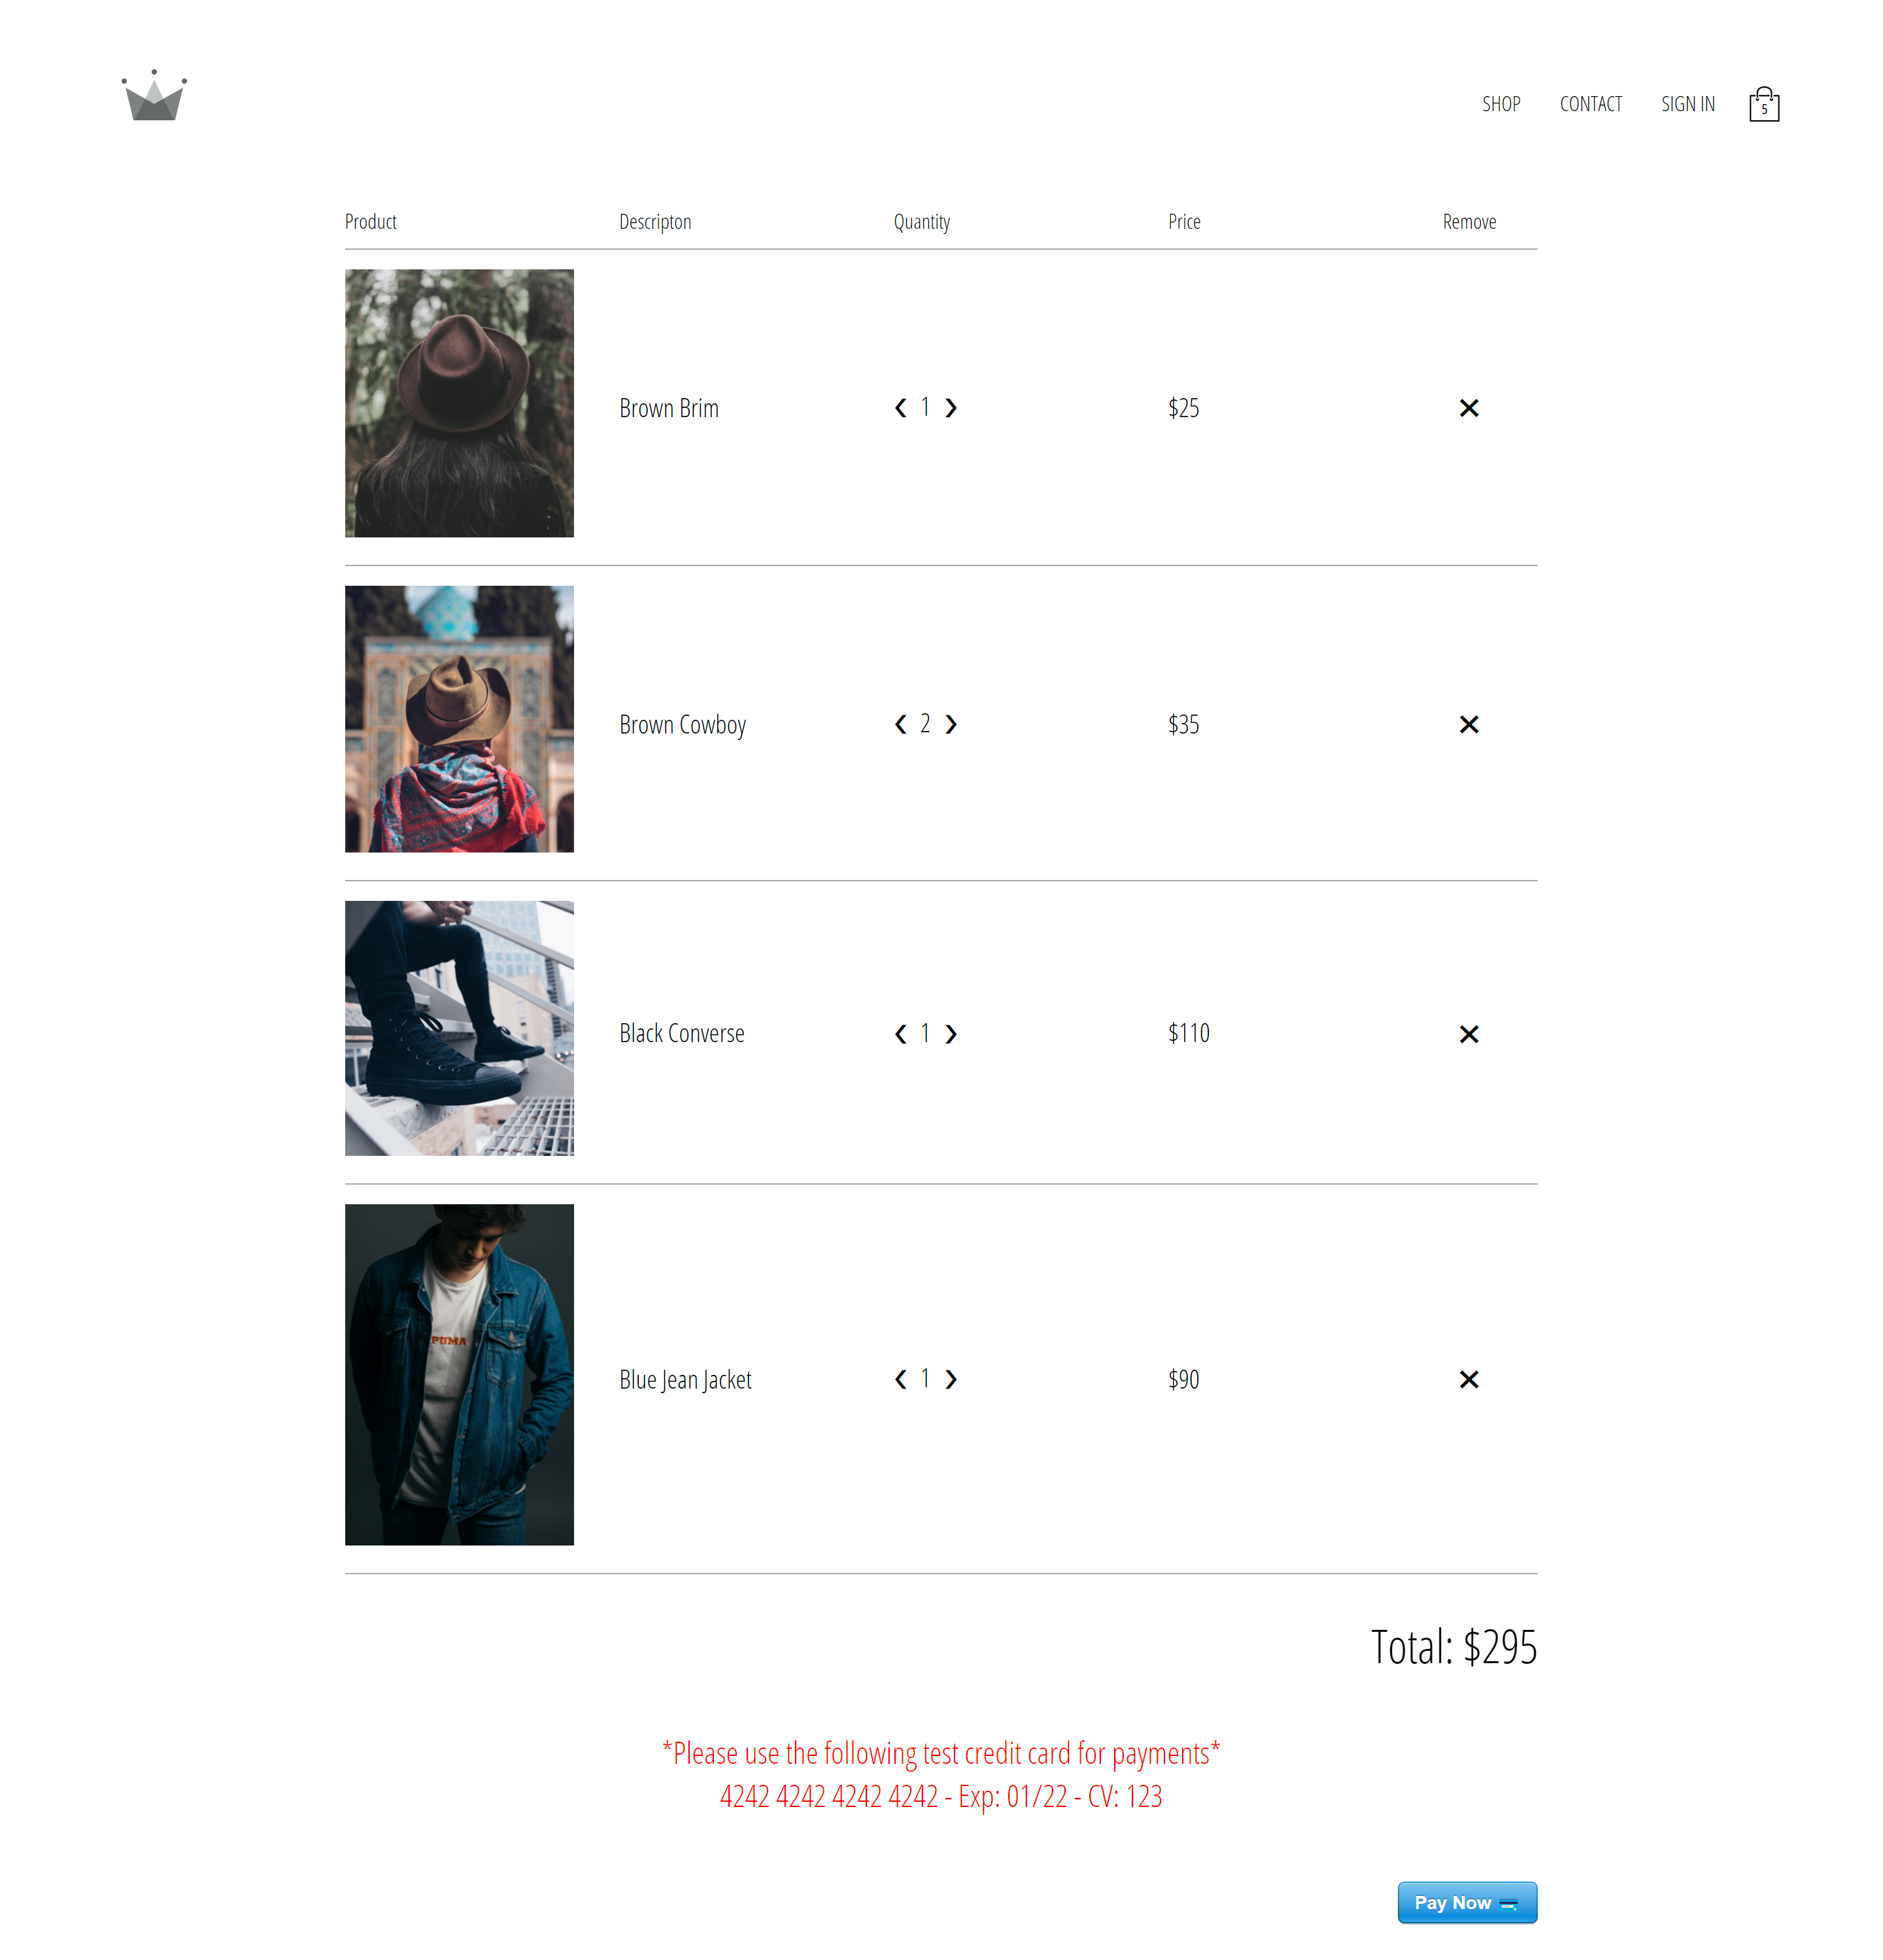 SHOP CONTACT SIGN IN 5
Product Descripton Quantity Price Remove
Brown Brim ❮ 1 ❯ $25 ✕
Brown Cowboy ❮ 2 ❯ $35 ✕
Black Converse ❮ 1 ❯ $110 ✕
PUMA
Blue Jean Jacket ❮ 1 ❯ $90 ✕
Total: $295
*Please use the following test credit card for payments*
4242 4242 4242 4242 - Exp: 01/22 - CV: 123
Pay Now